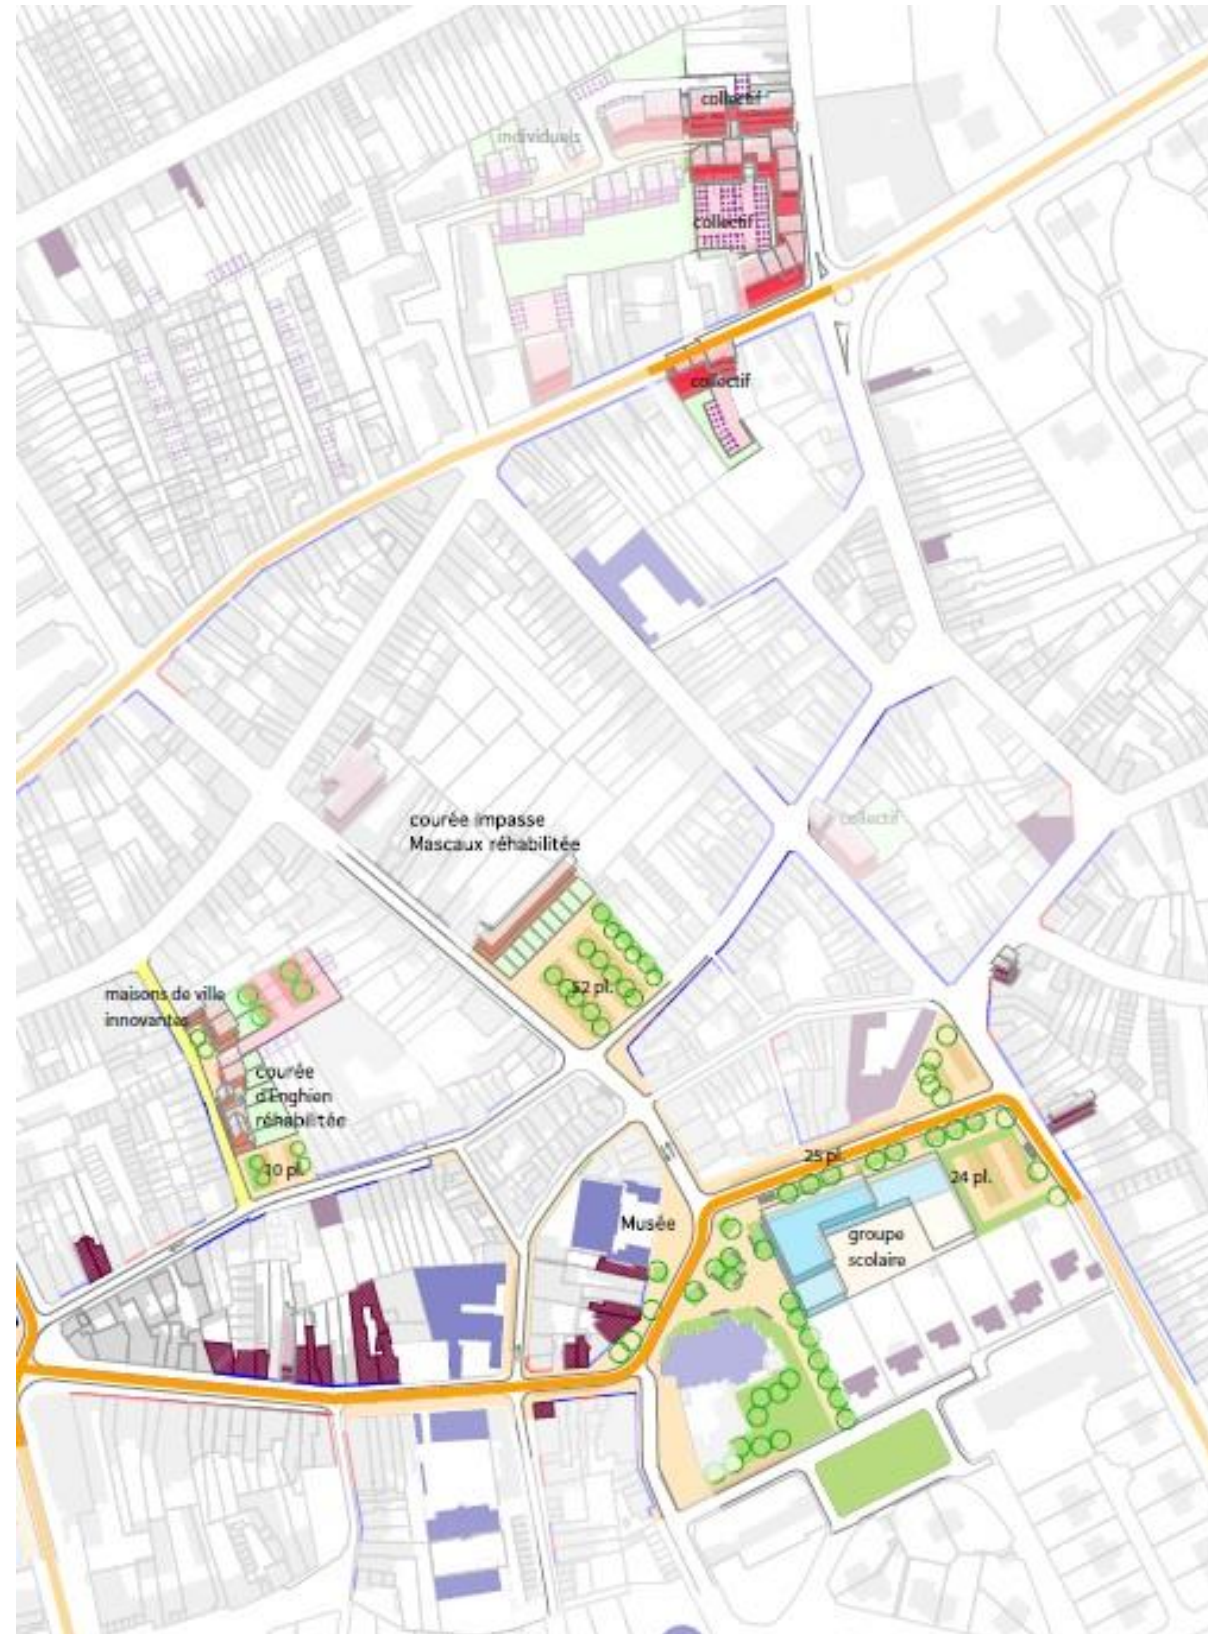 collectif
individuels
collectif
collectif
courée impasse
Mascaux réhabilitée
collectif
maisons de ville
innovantes
52 pl.
courée
d'Enghien
réhabilitée
10 pl.
25 pl.
24 pl.
Musée
groupe
scolaire